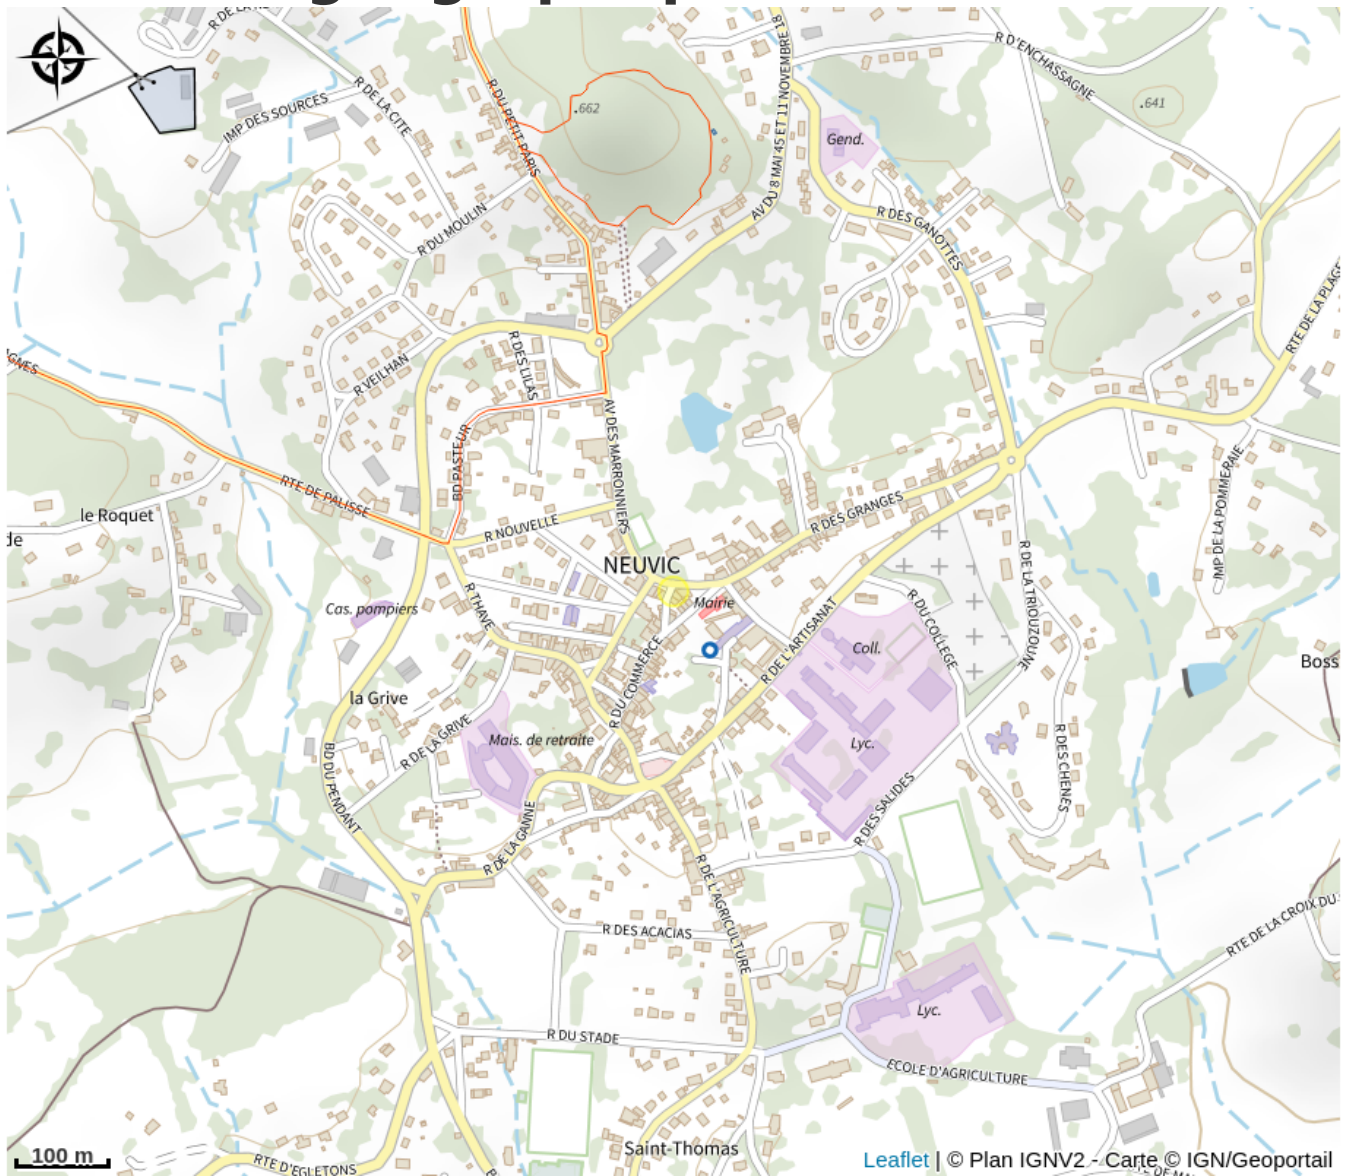 R D'ENCHASSAGNE
R DU PETIT PARIS
R DE LA CITE
IMP DES SOURCES
.662
.641
AV DU 8 MAI 45 ET 11 NOVEMBRE 18
Gend.
R DU MOULIN
R DES GANOTTES
RTE DE LA PLAGE
R DES LILAS
R VEILHAN
IGNES
AV DES MARRONNIERS
BD PASTEUR
RTE DE PALISSE
R DES GRANGES
IMP DE LA POMMERAIE
le Roquet
de
R NOUVELLE
NEUVIC
R DE LA TRIOUZOUNE
Cas. pompiers
R THAVE
Mairie
R DE L'ARTISANAT
R DU COLLEGE
Coll.
Boss
R DU COMMERCE
la Grive
R DE LA GRIVE
Mais. de retraite
Lyc.
R DES CHENES
BD DU PENDANT
R DES SALIDES
R DE LA GANNE
R DE L'AGRICULTURE
R DES ACACIAS
RTE DE LA CROIX DU
Lyc.
R DU STADE
ECOLE D'AGRICULTURE
Saint-Thomas
RTE D'EGLETONS
100 m
Leaflet | © Plan IGNV2 - Carte © IGN/Geoportail